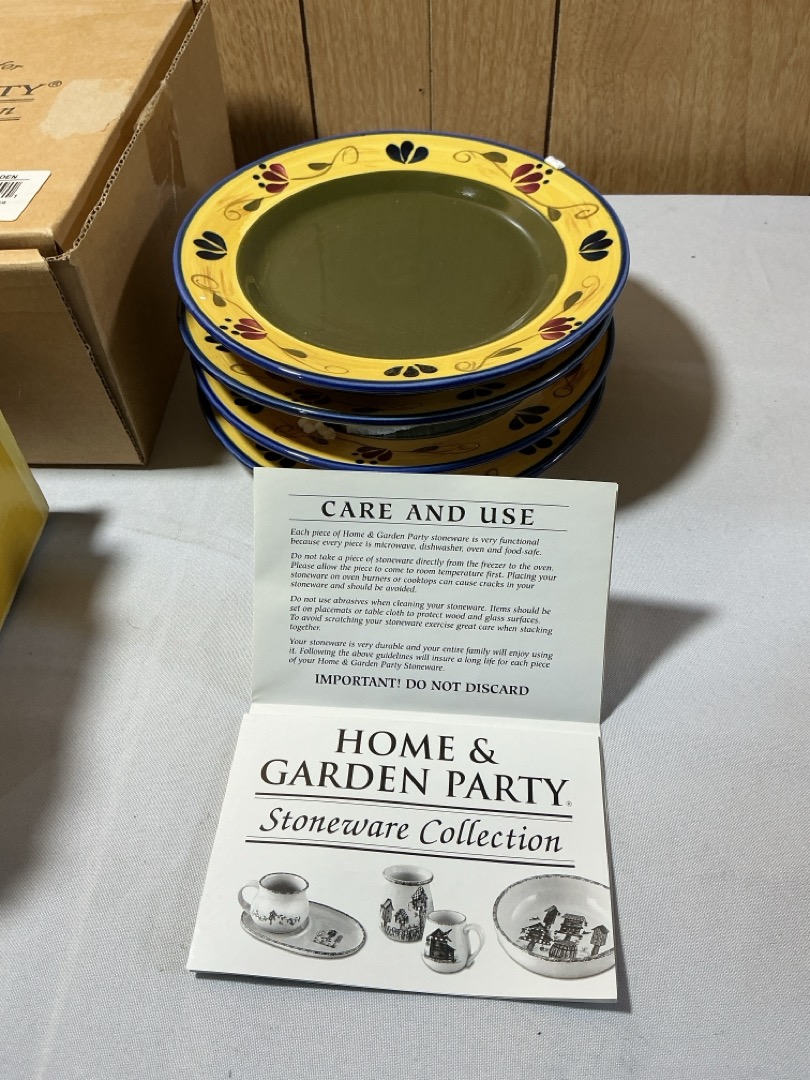 for
TY®
DEN
CARE AND USE
Each piece of Home & Garden Party stoneware is very functional
because every piece is microwave, dishwasher, oven and food-safe.
Do not take a piece of stoneware directly from the freezer to the oven.
Please allow the piece to come to room temperature first. Placing your
stoneware on oven burners or cooktops can cause cracks in your
stoneware and should be avoided.
Do not use abrasives when cleaning your stoneware. Items should be
set on placemats or table cloth to protect wood and glass surfaces.
To avoid scratching your stoneware exercise great care when stacking
together.
Your stoneware is very durable and your entire family will enjoy using
it. Following the above guidelines will insure a long life for each piece
of your Home & Garden Party Stoneware.
IMPORTANT! DO NOT DISCARD
HOME &
GARDEN PARTY®
Stoneware Collection